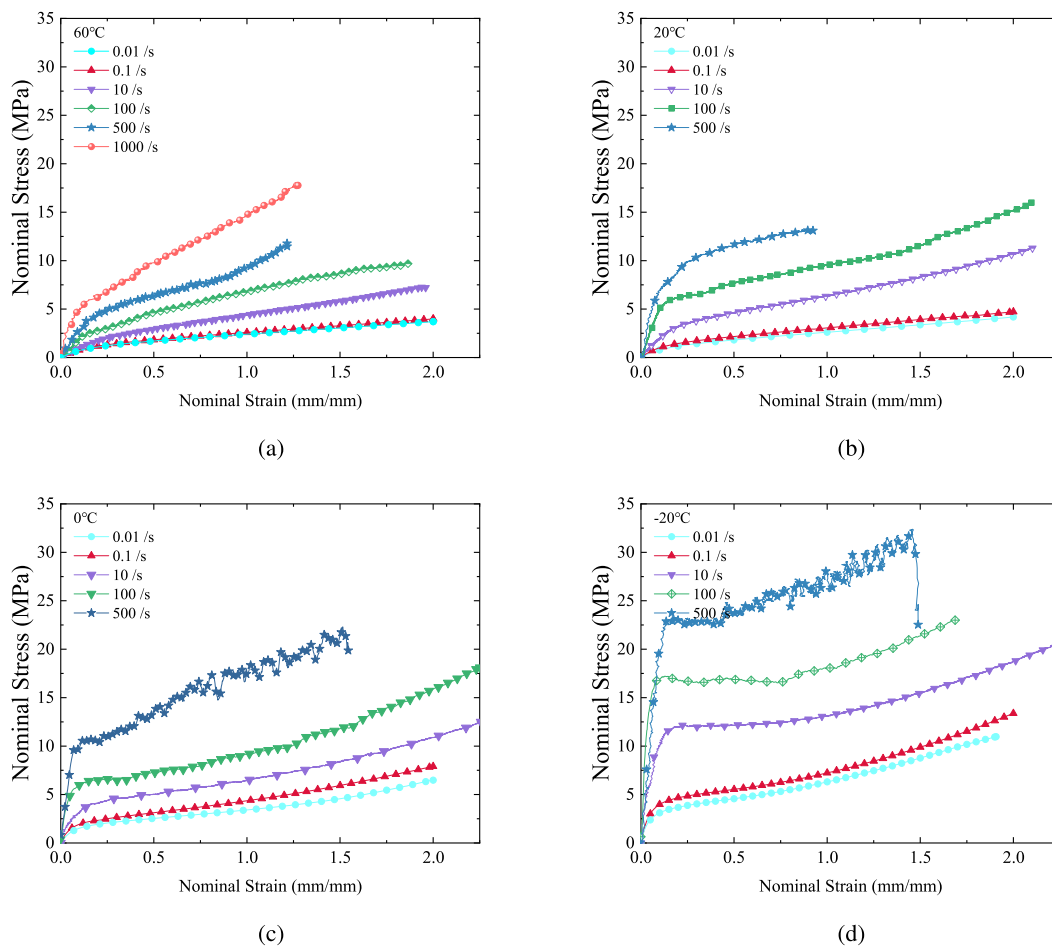 35
30
25
20
15
10
5
0
Nominal Stress (MPa)
60℃
0.01 /s
0.1 /s
10 /s
100 /s
500 /s
1000 /s
0.0 0.5 1.0 1.5 2.0
Nominal Strain (mm/mm)
(a)
35
30
25
20
15
10
5
0
Nominal Stress (MPa)
20℃
0.01 /s
0.1 /s
10 /s
100 /s
500 /s
0.0 0.5 1.0 1.5 2.0
Nominal Strain (mm/mm)
(b)
35
30
25
20
15
10
5
0
Nominal Stress (MPa)
0℃
0.01 /s
0.1 /s
10 /s
100 /s
500 /s
0.0 0.5 1.0 1.5 2.0
Nominal Strain (mm/mm)
(c)
35
30
25
20
15
10
5
0
Nominal Stress (MPa)
-20℃
0.01 /s
0.1 /s
10 /s
100 /s
500 /s
0.0 0.5 1.0 1.5 2.0
Nominal Strain (mm/mm)
(d)